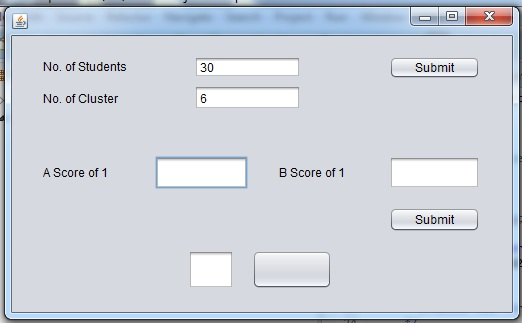 No. of Students 30 Submit
No. of Cluster 6
A Score of 1 B Score of 1
Submit